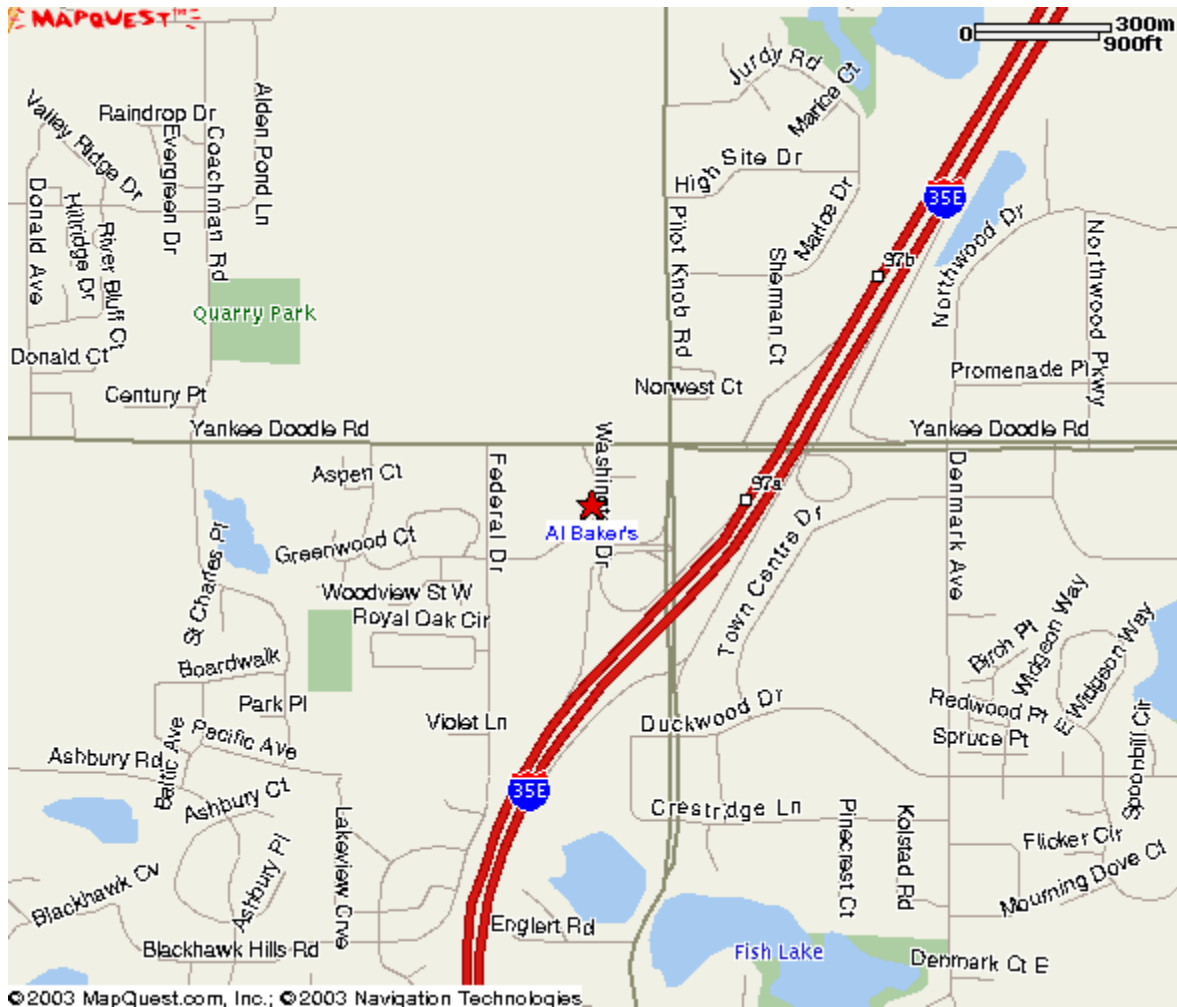 MAPQUEST™
0 300m
900ft
Jurdy Rd
Marice Ct
Alden Pond Ln
Valley Ridge Dr
Raindrop Dr
Evergreen Dr
Coachman Rd
High Site Dr
Donald Ave
Hillridge Dr
River Bluff Ct
35E
Marice Dr
Pilot Knob Rd
Sherman Ct
97b
Northwood Dr
Northwood Pkwy
Quarry Park
Donald Ct
Century Pt
Norwest Ct
Promenade Pl
Yankee Doodle Rd
Yankee Doodle Rd
Aspen Ct
Federal Dr
Al Baker's
97a
Town Centre Dr
Denmark Ave
St Charles Pl
Greenwood Ct
Woodview St W
Royal Oak Cir
Birch Pt
Widgeon Way
E Widgeon Way
Boardwalk
Park Pl
Redwood Pt
Duckwood Dr
Violet Ln
Spruce Pt
Baltic Ave
Pacific Ave
Ashbury Rd
35E
Spoonbill Cir
Ashbury Ct
Lakeview Crve
Crestridge Ln
Pinecrest Ct
Kolstad Rd
Flicker Cir
Ashbury Pl
Blackhawk Cv
Mourning Dove Ct
Englert Rd
Blackhawk Hills Rd
Fish Lake
Denmark Ct E
©2003 MapQuest.com, Inc.; ©2003 Navigation Technologies